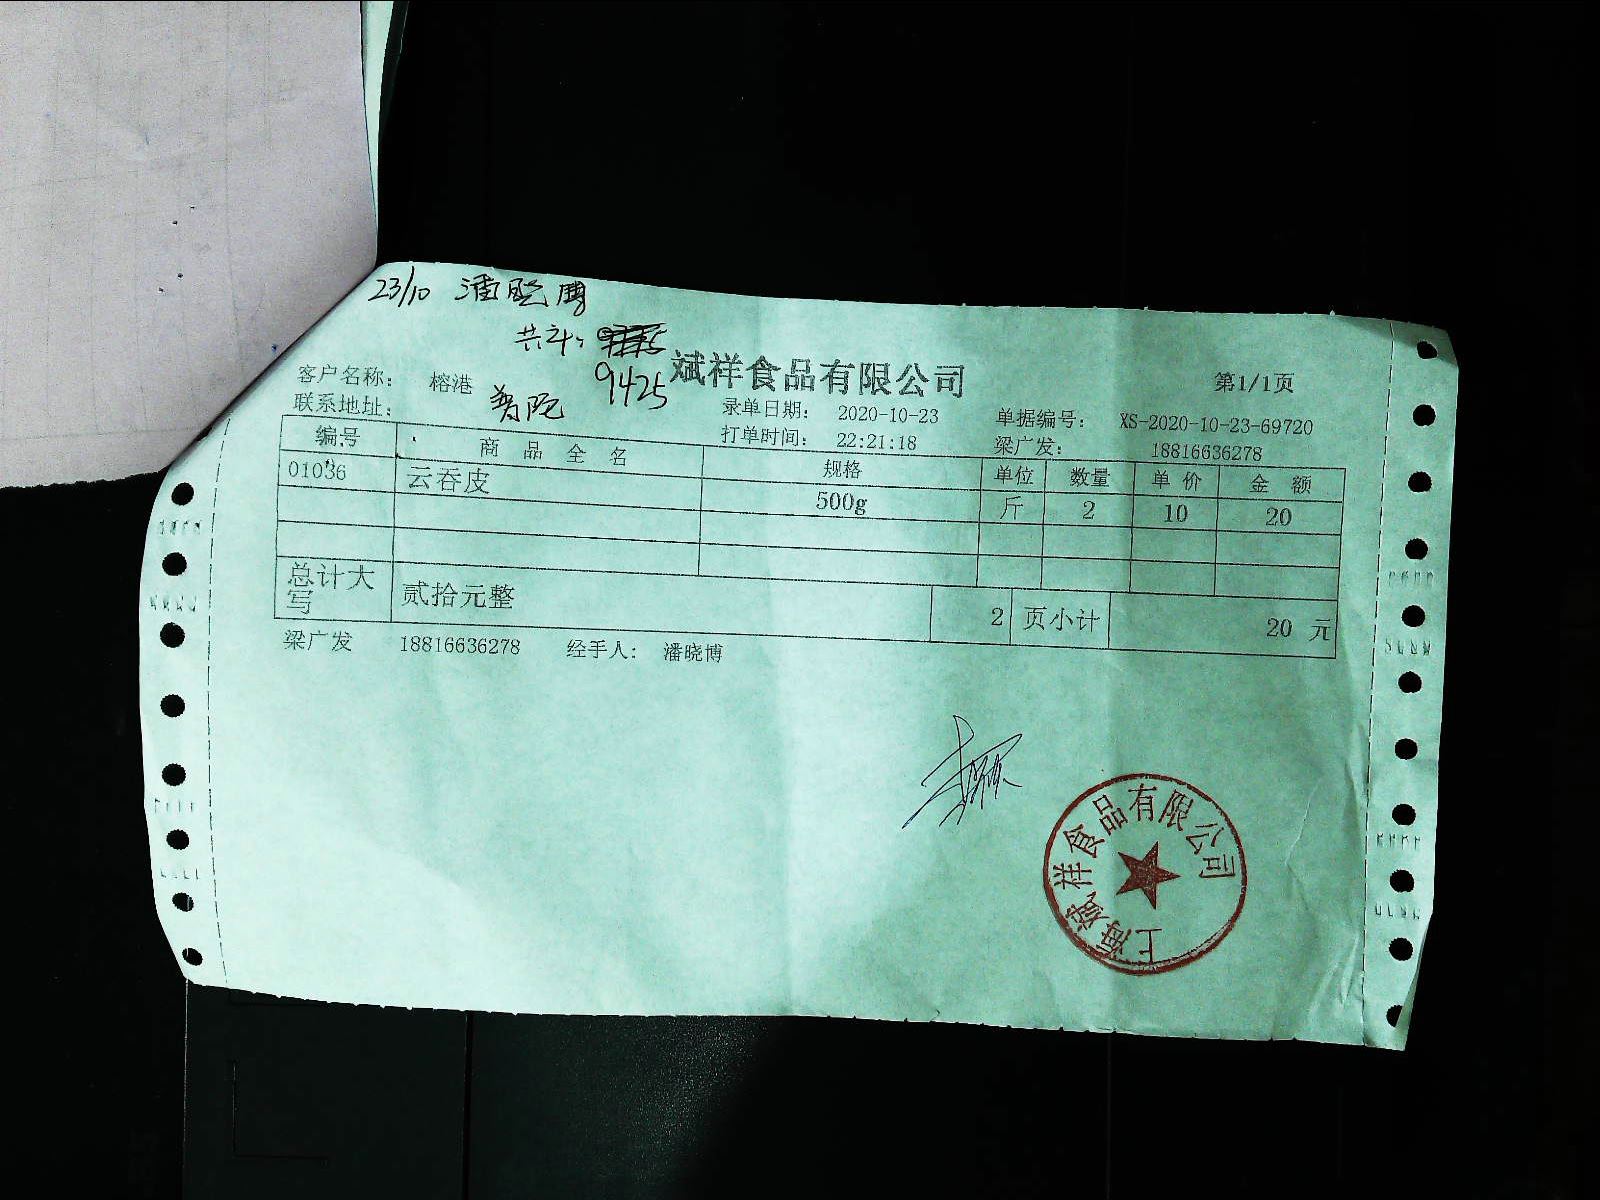 23/10 潘晓博
共计:
9425
斌祥食品有限公司
第1/1页
客户名称: 榕港
普陀
录单日期: 2020-10-23 单据编号: XS-2020-10-23-69720
联系地址:
打单时间: 22:21:18 梁广发: 18816636278
编号 商品全名 规格 单位 数量 单价 金额
01036 云吞皮 500g 斤 2 10 20
总计大写 贰拾元整 2 页小计 20 元
梁广发 18816636278 经手人: 潘晓博
上海斌祥食品有限公司